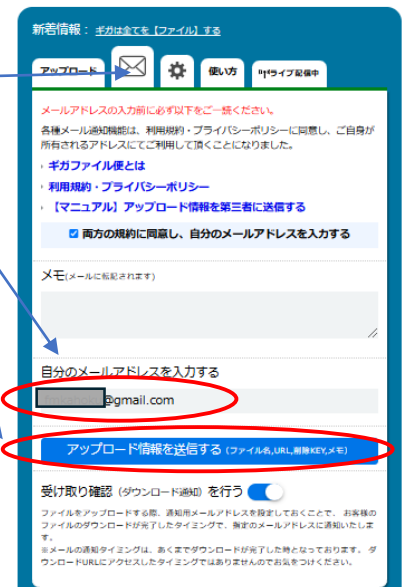 新着情報： ギガは全てを【ファイル】する
アップロード 使い方 ライブ配信中
メールアドレスの入力前に必ず以下をご一読ください。
各種メール通知機能は、利用規約・プライバシーポリシーに同意し、ご自身が
所有されるアドレスにてご利用して頂くことになりました。
› ギガファイル便とは
› 利用規約・プライバシーポリシー
› 【マニュアル】アップロード情報を第三者に送信する
両方の規約に同意し、自分のメールアドレスを入力する
メモ(メールに転記されます)
自分のメールアドレスを入力する
@gmail.com
アップロード情報を送信する (ファイル名,URL,削除KEY,メモ)
受け取り確認（ダウンロード通知）を行う
ファイルをアップロードする際、通知用メールアドレスを設定しておくことで、 お客様の
ファイルのダウンロードが完了したタイミングで、指定のメールアドレスに通知いたしま
す。
※メールの通知タイミングは、あくまでダウンロードが完了した時となっております。 ダ
ウンロードURLにアクセスしたタイミングではありませんのでお気をつけください。